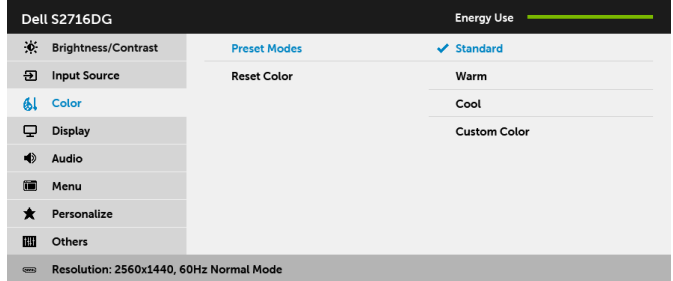 Dell S2716DG Energy Use
Brightness/Contrast Preset Modes Standard
Input Source Reset Color Warm
Color Cool
Display Custom Color
Audio
Menu
Personalize
Others
Resolution: 2560x1440, 60Hz Normal Mode